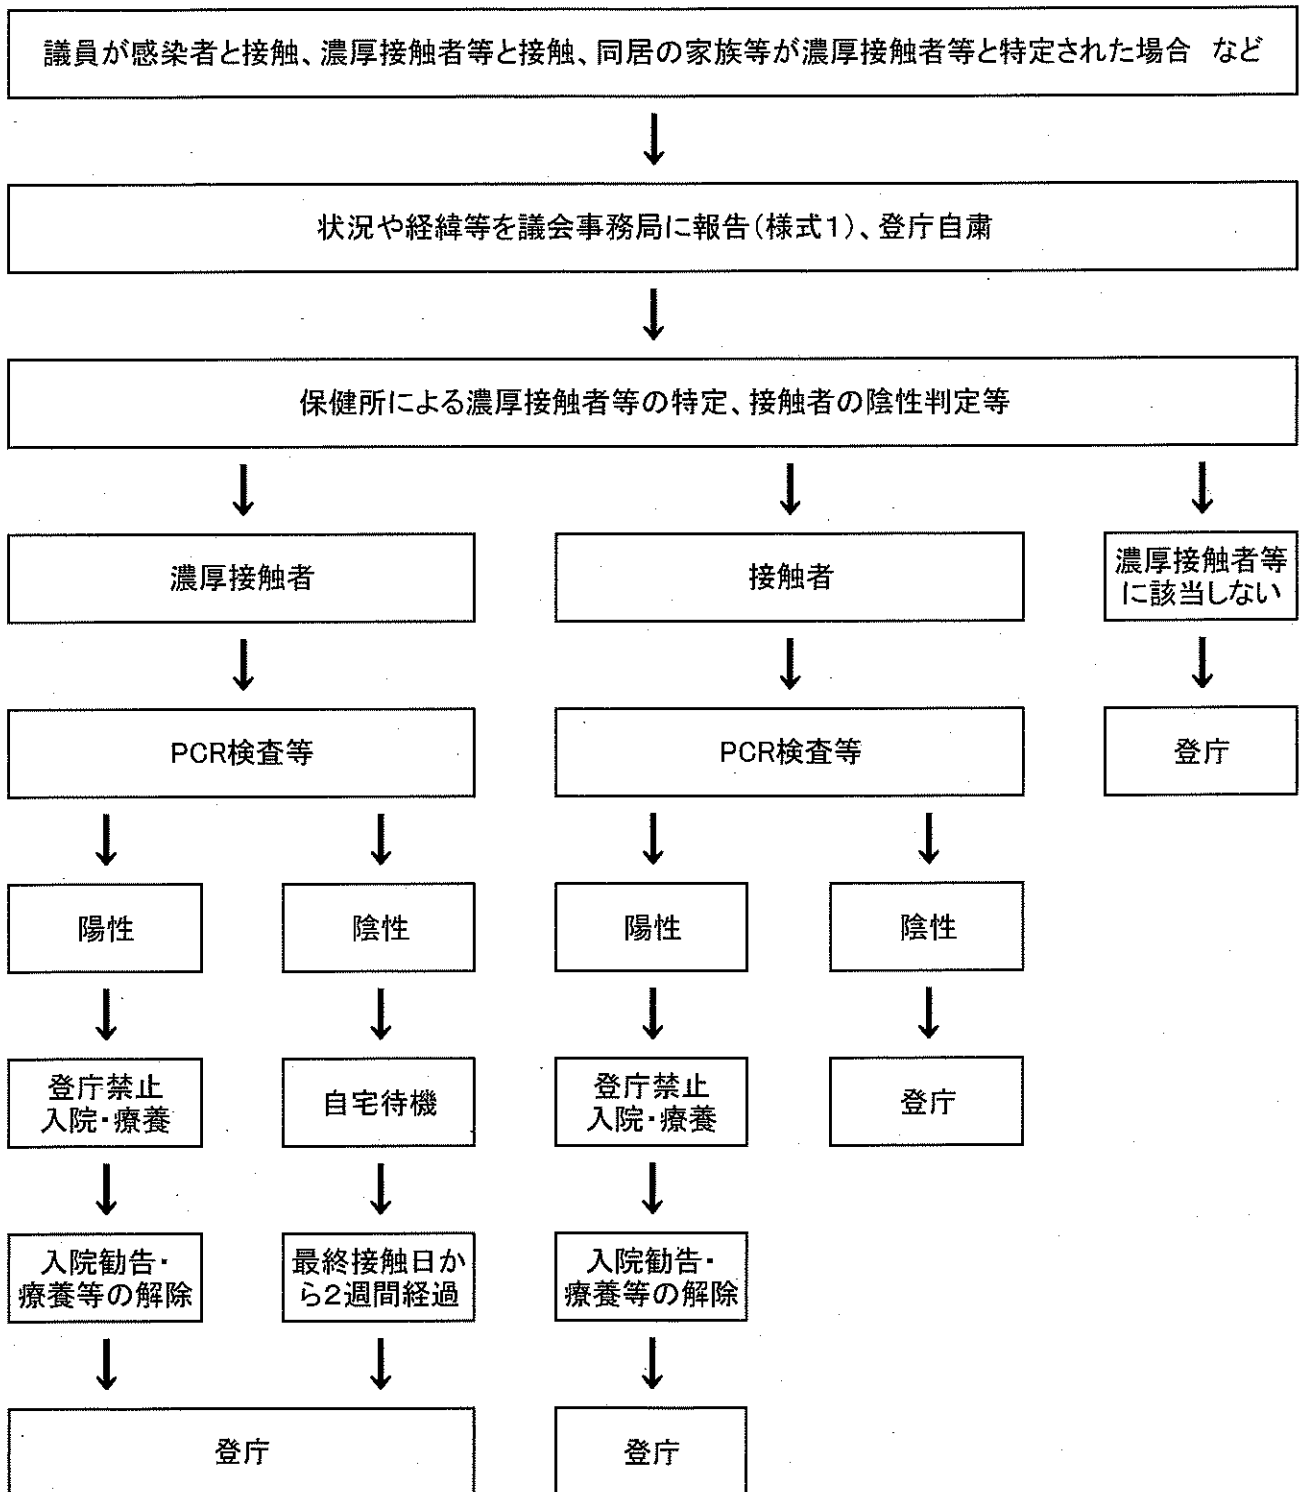 議員が感染者と接触、濃厚接触者等と接触、同居の家族等が濃厚接触者等と特定された場合　など
状況や経緯等を議会事務局に報告(様式1)、登庁自粛
保健所による濃厚接触者等の特定、接触者の陰性判定等
濃厚接触者
接触者
濃厚接触者等
に該当しない
PCR検査等
PCR検査等
登庁
陽性
陰性
陽性
陰性
登庁禁止
入院・療養
自宅待機
登庁禁止
入院・療養
登庁
入院勧告・
療養等の解除
最終接触日か
ら2週間経過
入院勧告・
療養等の解除
登庁
登庁